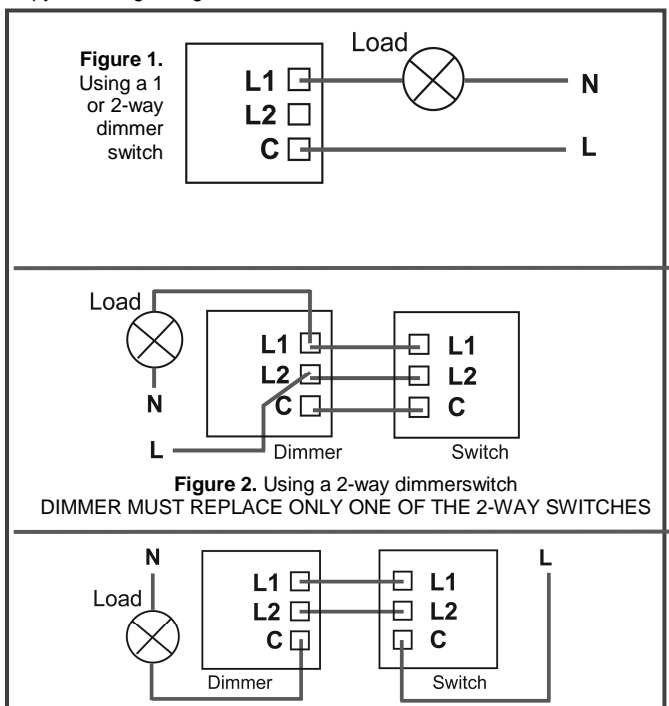 Figure 1.
Using a 1
or 2-way
dimmer
switch
Load
L1
L2
C
N
L
Load
N
L
L1
L2
C
Dimmer
L1
L2
C
Switch
Figure 2. Using a 2-way dimmerswitch
DIMMER MUST REPLACE ONLY ONE OF THE 2-WAY SWITCHES
N
Load
L1
L2
C
Dimmer
L1
L2
C
Switch
L